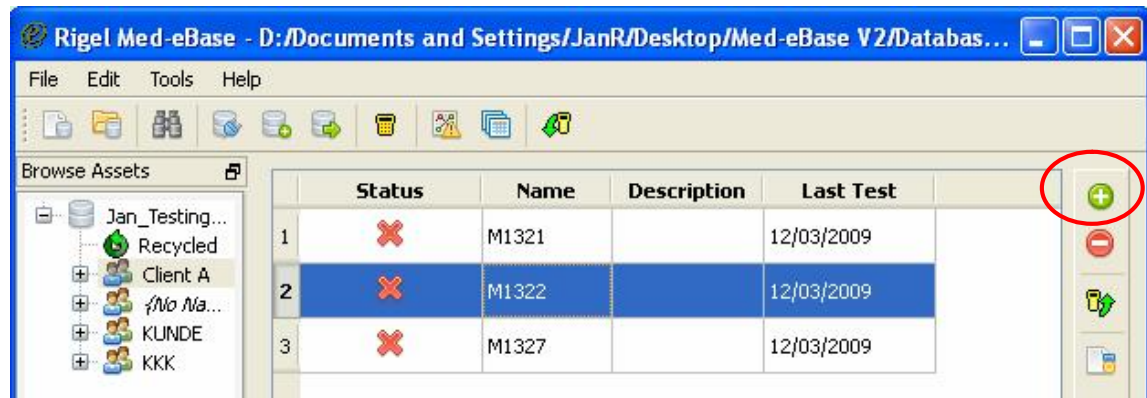 Rigel Med-eBase - D:/Documents and Settings/JanR/Desktop/Med-eBase V2/Databas...
File Edit Tools Help
Browse Assets
Jan_Testing...
Recycled
Client A
{No Na...
KUNDE
KKK
Status Name Description Last Test
1 M1321 12/03/2009
2 M1322 12/03/2009
3 M1327 12/03/2009